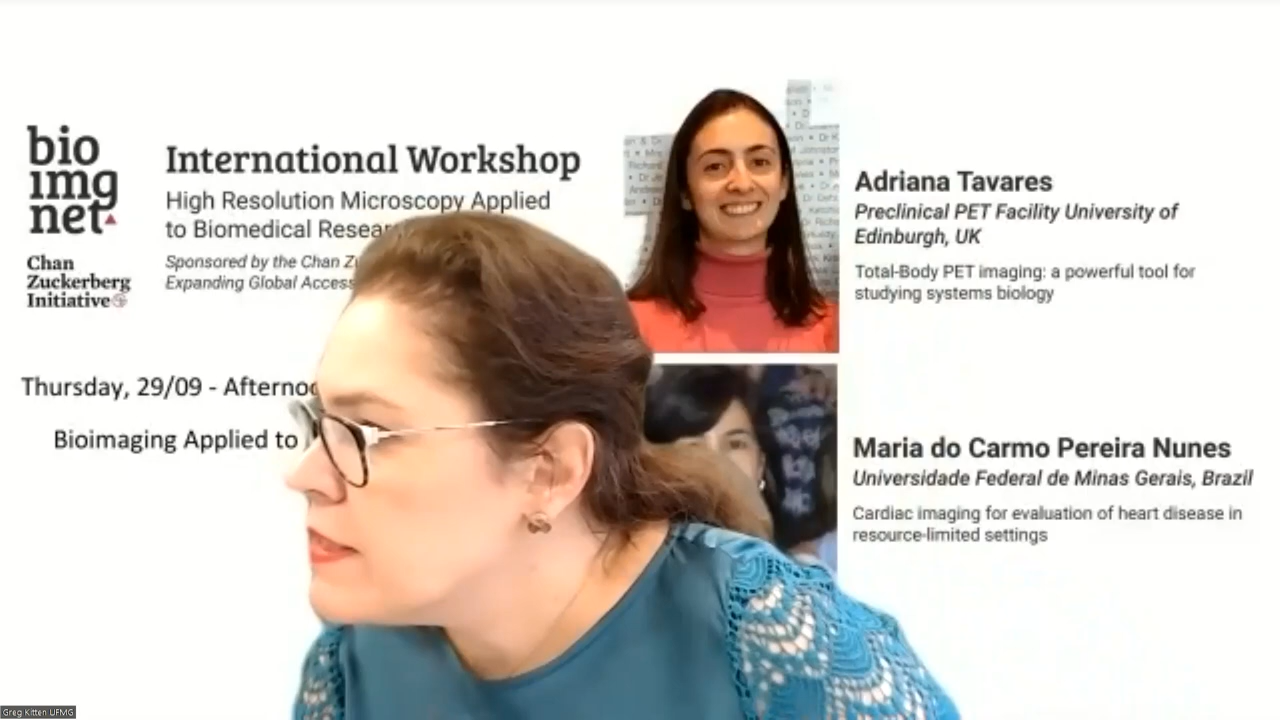 bio
img
net
Chan
Zuckerberg
Initiative
International Workshop
High Resolution Microscopy Applied
to Biomedical
Sponsored by the Chan
Expanding Global Access
Thursday, 29/09 -
Bioimaging Applied to
Adriana Tavares
Preclinical PET Facility University of
Edinburgh, UK
Total-Body PET imaging: a powerful tool for
studying systems biology
Maria do Carmo Pereira Nunes
Universidade Federal de Minas Gerais, Brazil
Cardiac imaging for evaluation of heart disease in
resource-limited settings
Greg Kitten UFMG